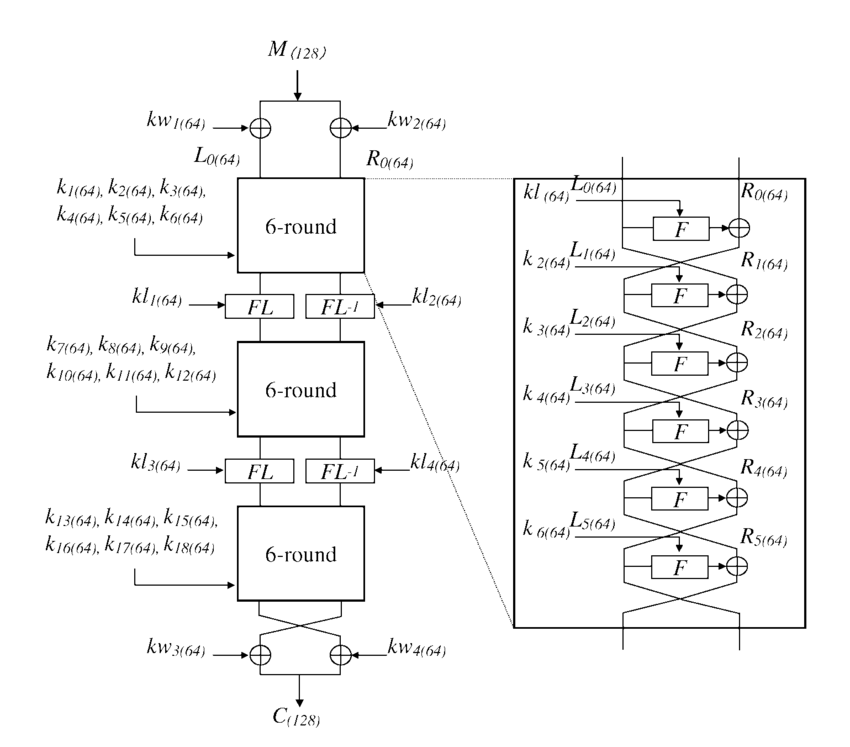 M(128)
kw1(64) kw2(64)
L0(64) R0(64)
k1(64), k2(64), k3(64),
k4(64), k5(64), k6(64)
6-round
kl1(64) FL FL-1 kl2(64)
k7(64), k8(64), k9(64),
k10(64), k11(64), k12(64)
6-round
kl3(64) FL FL-1 kl4(64)
k13(64), k14(64), k15(64),
k16(64), k17(64), k18(64)
6-round
kw3(64) kw4(64)
C(128)
kl (64) L0(64) R0(64)
F
k2(64) L1(64) R1(64)
F
k3(64) L2(64) R2(64)
F
k4(64) L3(64) R3(64)
F
k5(64) L4(64) R4(64)
F
k6(64) L5(64) R5(64)
F